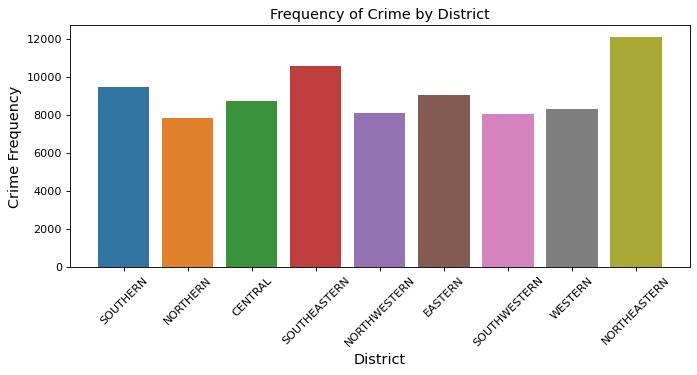 Frequency of Crime by District
Crime Frequency
12000
10000
8000
6000
4000
2000
0
SOUTHERN
NORTHERN
CENTRAL
SOUTHEASTERN
NORTHWESTERN
EASTERN
SOUTHWESTERN
WESTERN
NORTHEASTERN
District